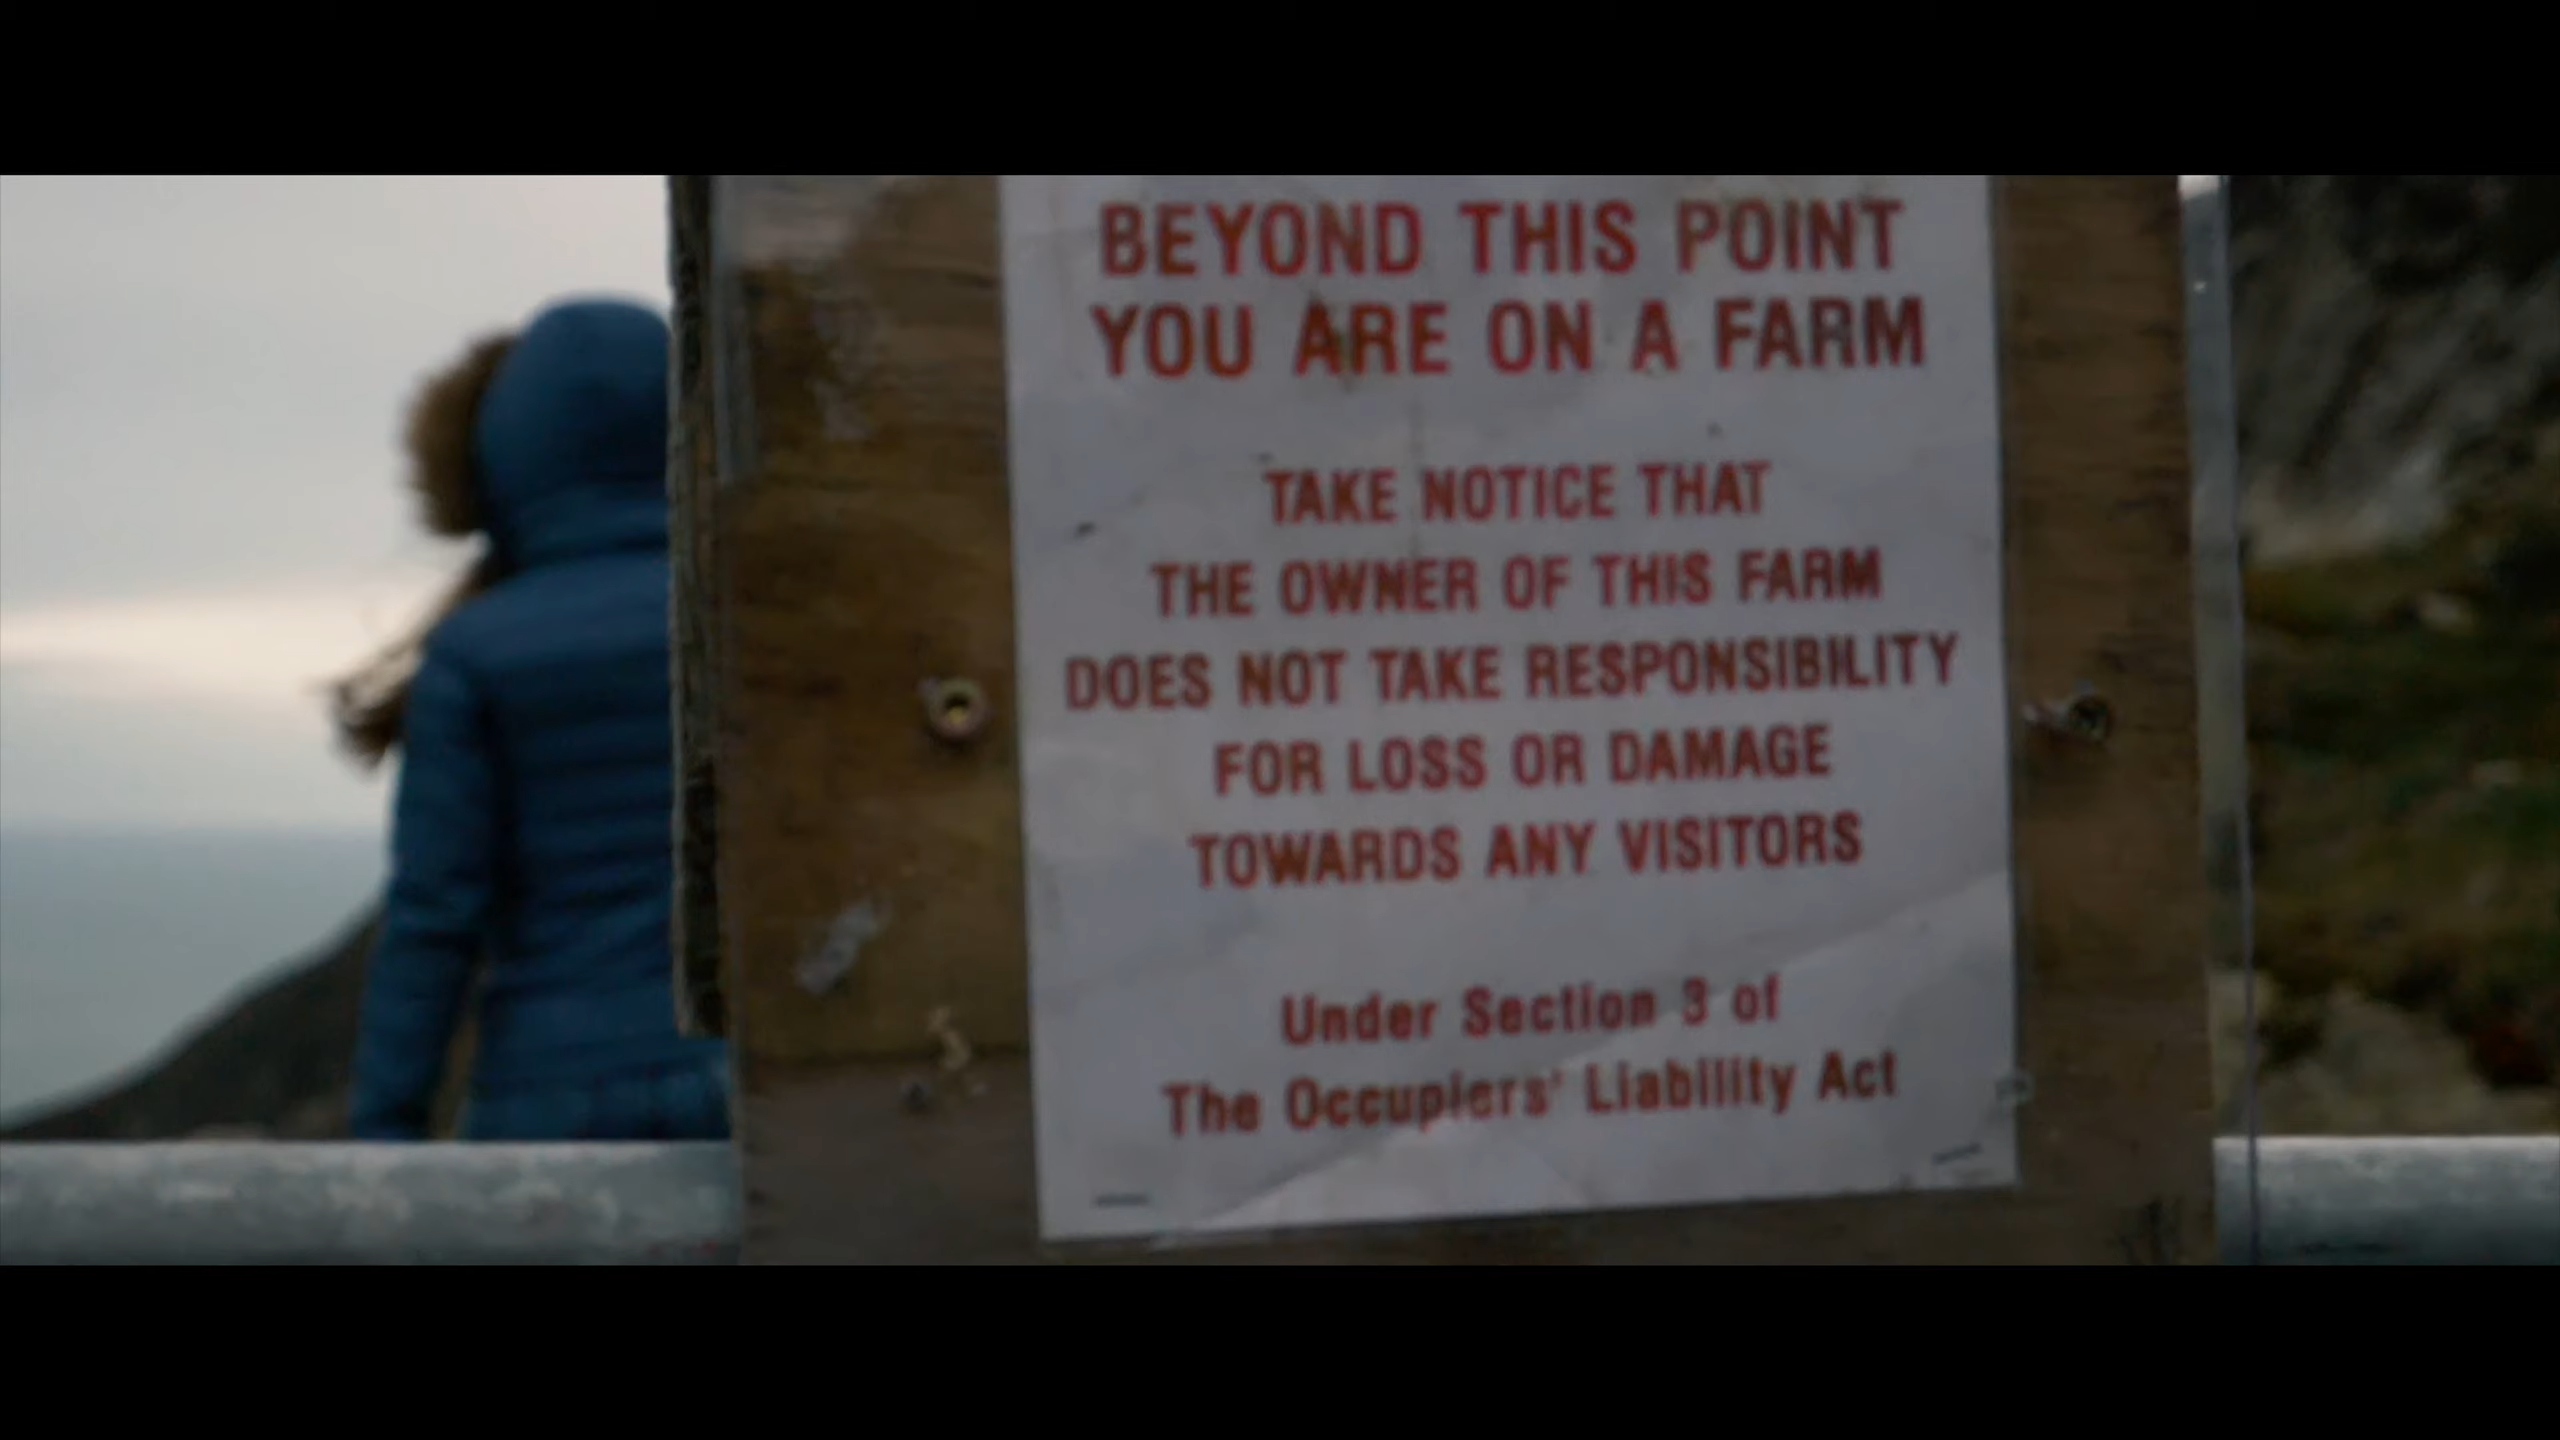 BEYOND THIS POINT
YOU ARE ON A FARM
TAKE NOTICE THAT
THE OWNER OF THIS FARM
DOES NOT TAKE RESPONSIBILITY
FOR LOSS OR DAMAGE
TOWARDS ANY VISITORS
Under Section 3 of
The Occupiers' Liability Act